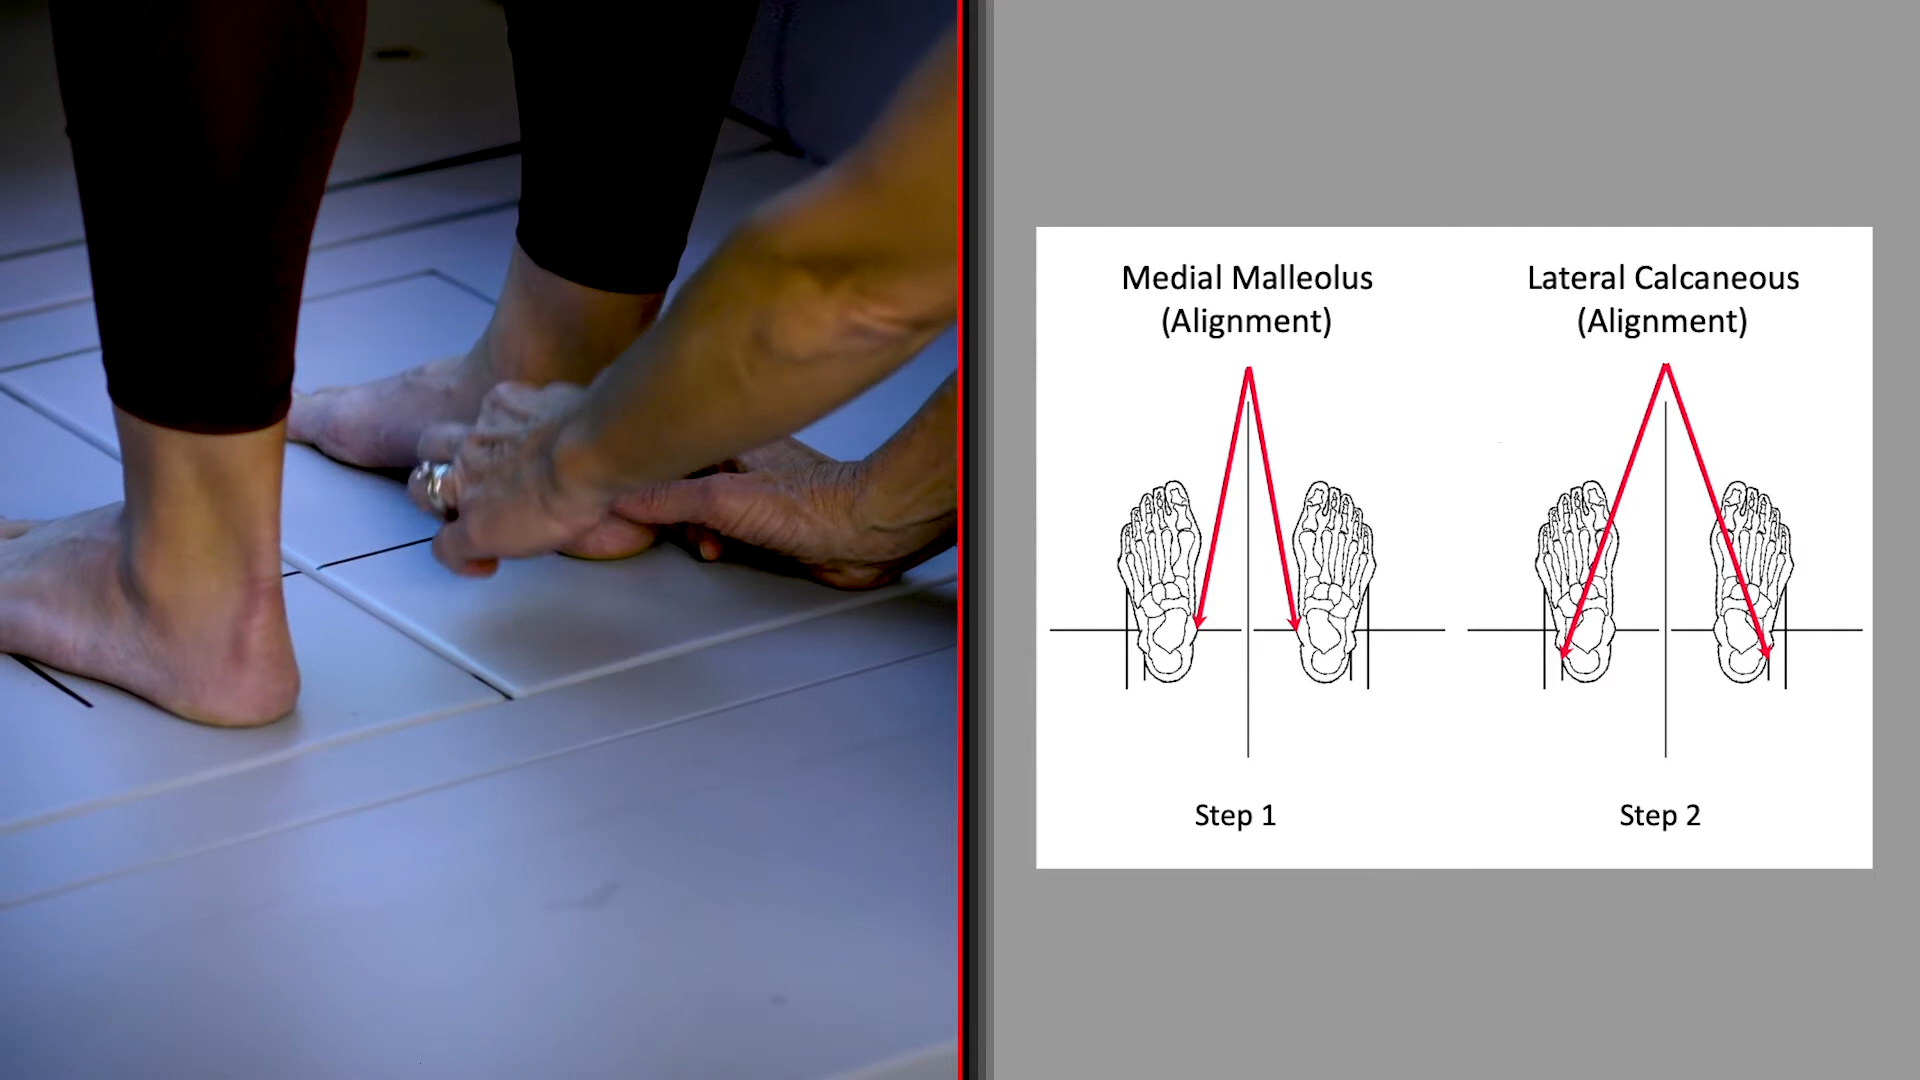 Medial Malleolus
(Alignment)
Lateral Calcaneous
(Alignment)
Step 1
Step 2